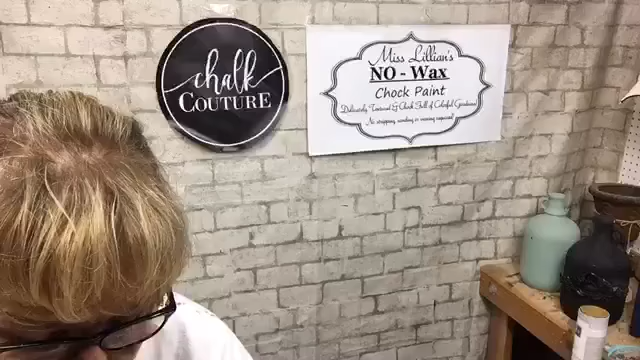 chalk
COUTURE
Miss Lillian's
NO - Wax
Chock Paint
Delicately Textured & Chock Full of Colorful Goodness
No stripping, sanding or waxing required!